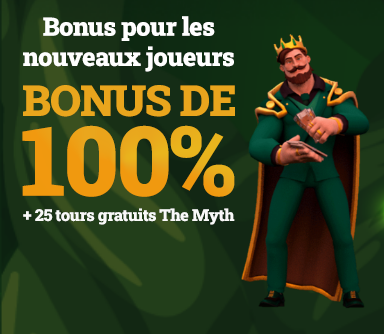 Bonus pour les
nouveaux joueurs
BONUS DE
100%
+ 25 tours gratuits The Myth